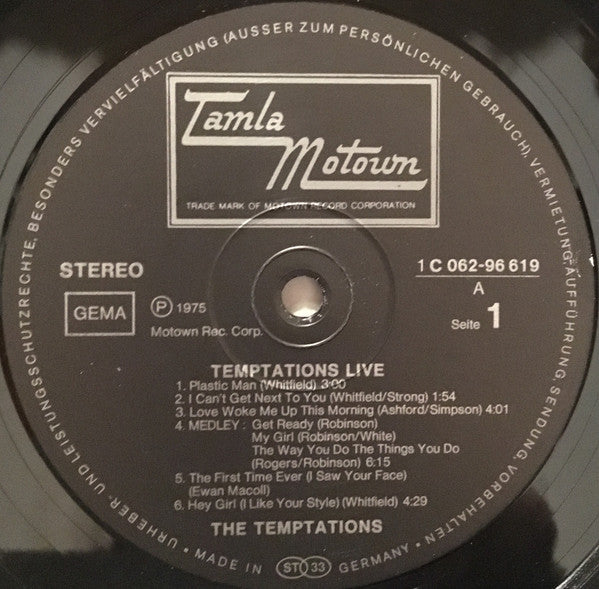 URHEBER- UND LEISTUNGSSCHUTZRECHTE, BESONDERS VERVIELFÄLTIGUNG (AUSSER ZUM PERSÖNLICHEN GEBRAUCH), VERMIETUNG, AUFFÜHRUNG, SENDUNG, VORBEHALTEN
Tamla
Motown
TRADE MARK OF MOTOWN RECORD CORPORATION
STEREO
1 C 062-96 619
A
GEMA
℗ 1975
Seite 1
Motown Rec. Corp.
TEMPTATIONS LIVE
1. Plastic Man (Whitfield) 3:00
2. I Can't Get Next To You (Whitfield/Strong) 1:54
3. Love Woke Me Up This Morning (Ashford/Simpson) 4:01
4. MEDLEY : Get Ready (Robinson)
My Girl (Robinson/White)
The Way You Do The Things You Do
(Rogers/Robinson) 6:15
5. The First Time Ever (I Saw Your Face)
(Ewan Macoll)
6. Hey Girl (I Like Your Style) (Whitfield) 4:29
THE TEMPTATIONS
• MADE IN ST 33 GERMANY •